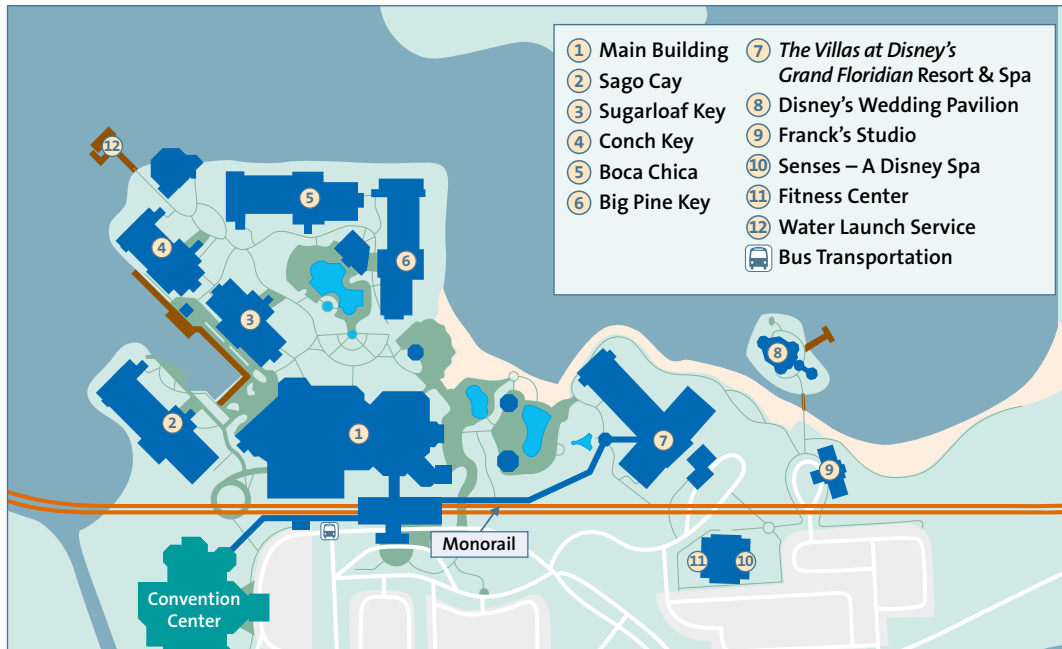 1 Main Building
2 Sago Cay
3 Sugarloaf Key
4 Conch Key
5 Boca Chica
6 Big Pine Key
7 The Villas at Disney's
Grand Floridian Resort & Spa
8 Disney's Wedding Pavilion
9 Franck's Studio
10 Senses – A Disney Spa
11 Fitness Center
12 Water Launch Service
Bus Transportation
12
5
4
6
3
8
2
1
7
9
Monorail
11
10
Convention
Center